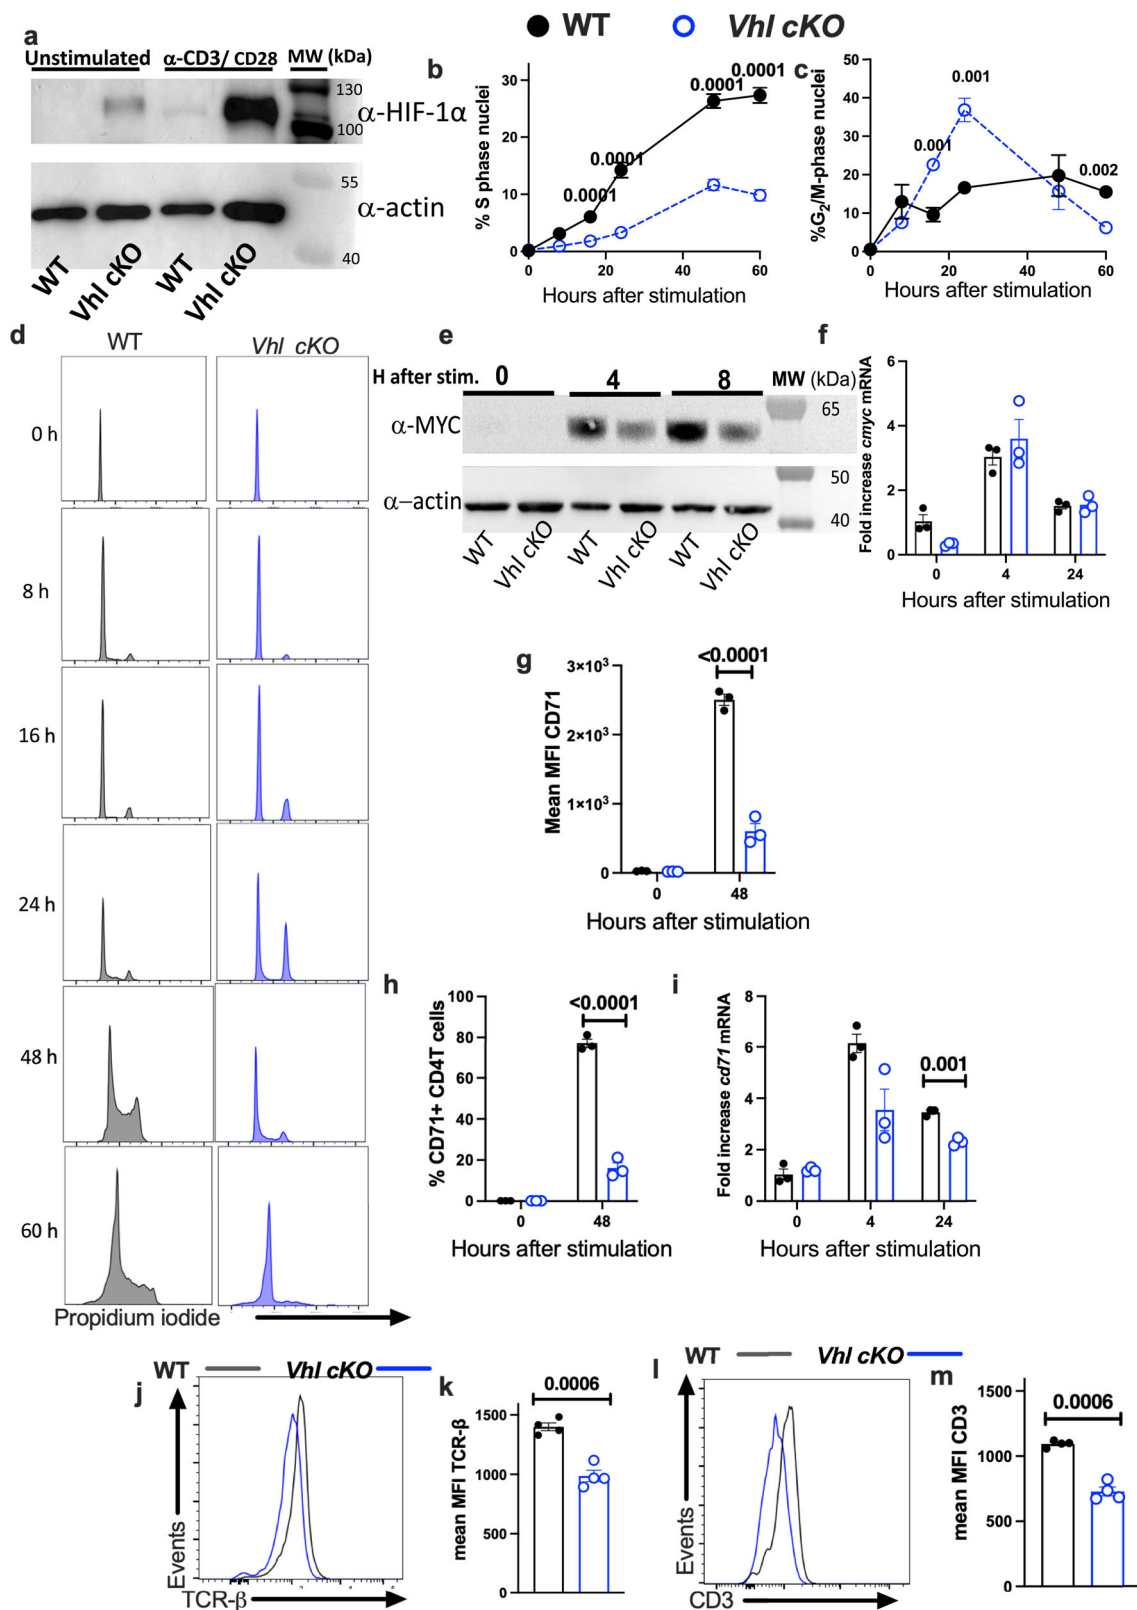 WT Vhl cKO
a
Unstimulated α-CD3/ CD28 MW (kDa)
130
α-HIF-1α
100
55
α-actin
40
WT Vhl cKO WT Vhl cKO
b
% S phase nuclei
30
20
10
0
0.0001 0.0001 0.0001 0.0001
0 20 40 60
Hours after stimulation
c
%G2/M-phase nuclei
50
40
30
20
10
0
0.001 0.001 0.002
0 20 40 60
Hours after stimulation
d
WT Vhl cKO
0 h
8 h
16 h
24 h
48 h
60 h
Propidium iodide
e
H after stim. 0 4 8 MW (kDa)
α-MYC 65
50
α–actin
40
WT Vhl cKO WT Vhl cKO WT Vhl cKO
f
Fold increase cmyc mRNA
6
4
2
0
0 4 24
Hours after stimulation
g
Mean MFI CD71
3×10³
2×10³
1×10³
0
<0.0001
0 48
Hours after stimulation
h
% CD71+ CD4T cells
100
80
60
40
20
0
<0.0001
0 48
Hours after stimulation
i
Fold increase cd71 mRNA
8
6
4
2
0
0.001
0 4 24
Hours after stimulation
WT Vhl cKO
j
Events
TCR-β
k
mean MFI TCR-β
1500
1000
500
0
0.0006
WT Vhl cKO
l
Events
CD3
m
mean MFI CD3
1500
1000
500
0
0.0006